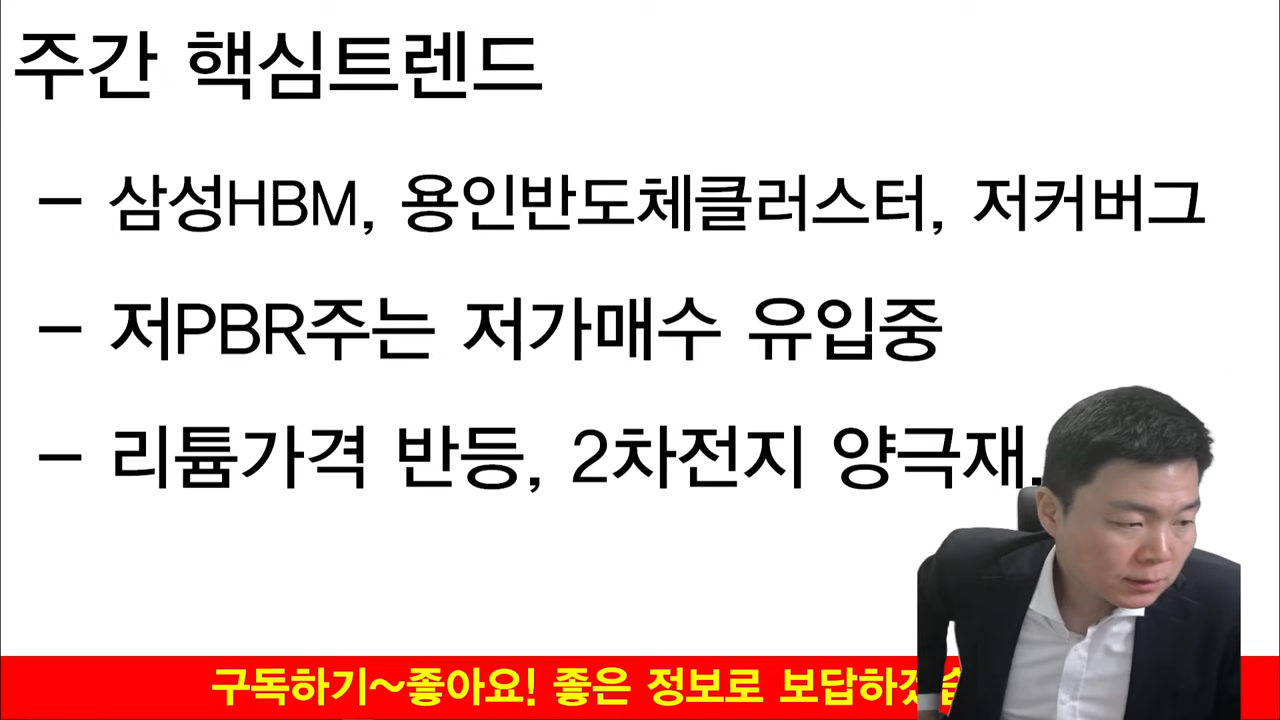 주간 핵심트렌드
- 삼성HBM, 용인반도체클러스터, 저커버그
- 저PBR주는 저가매수 유입중
- 리튬가격 반등, 2차전지 양극재.
구독하기~좋아요! 좋은 정보로